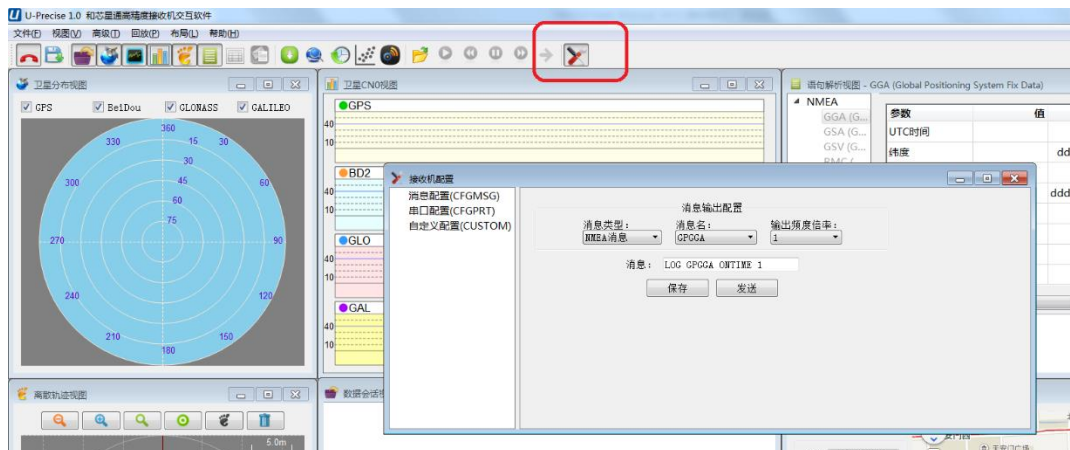 U-Precise 1.0 和芯星通高精度接收机交互软件
文件(F) 视图(V) 高级(T) 回放(P) 布局(L) 帮助(H)
卫星分布视图
GPS BeiDou GLONASS GALILEO
360
330 15 30
30
300 45 60
60
75
270 90
240 120
210 150
180
卫星CN0视图
GPS
40
10
BD2
40
10
GLO
40
10
GAL
40
10
语句解析视图 - GGA (Global Positioning System Fix Data)
NMEA
GGA (G...
GSA (G...
GSV (G...
RMC (
参数 值
UTC时间
纬度 dd
ddd
接收机配置
消息配置(CFGMSG)
串口配置(CFGPRT)
自定义配置(CUSTOM)
消息输出配置
消息类型: 消息名: 输出频度倍率:
NMEA消息 GPGGA 1
消息: LOG GPGGA ONTIME 1
保存 发送
离散轨迹视图
5.0m
数据会话